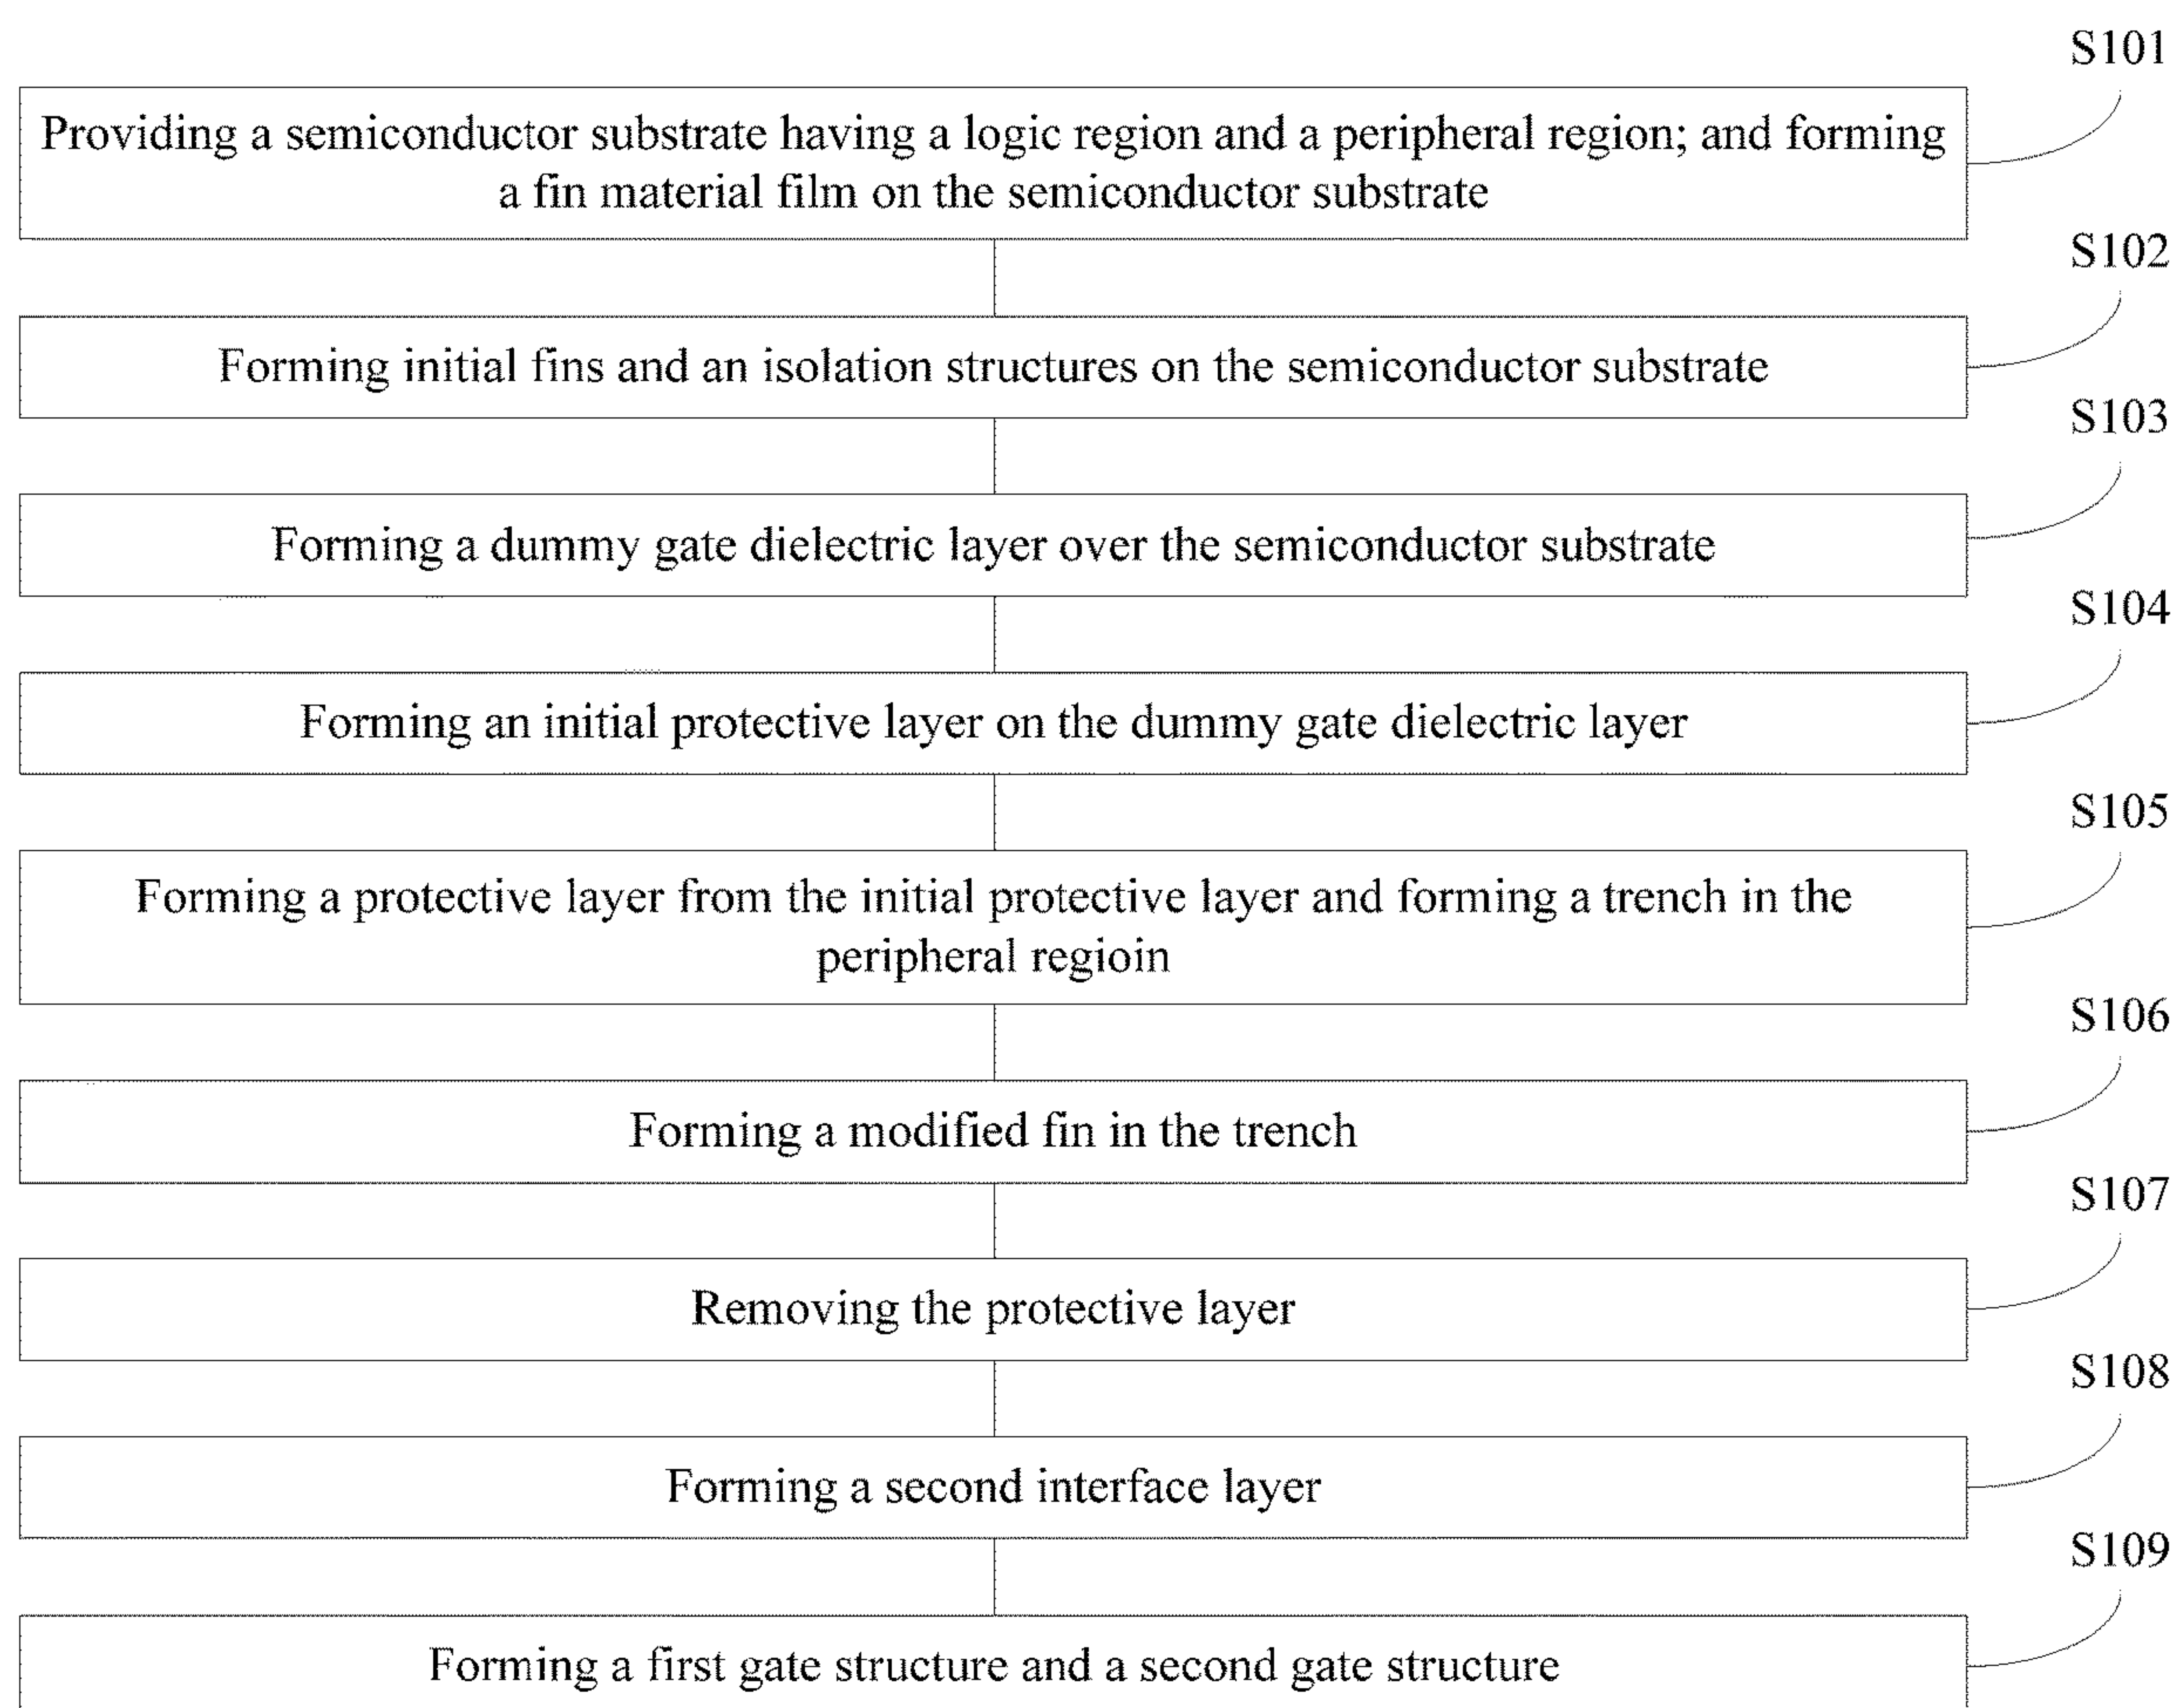 S101
Providing a semiconductor substrate having a logic region and a peripheral region; and forming
a fin material film on the semiconductor substrate
S102
Forming initial fins and an isolation structures on the semiconductor substrate
S103
Forming a dummy gate dielectric layer over the semiconductor substrate
S104
Forming an initial protective layer on the dummy gate dielectric layer
S105
Forming a protective layer from the initial protective layer and forming a trench in the
peripheral regioin
S106
Forming a modified fin in the trench
S107
Removing the protective layer
S108
Forming a second interface layer
S109
Forming a first gate structure and a second gate structure